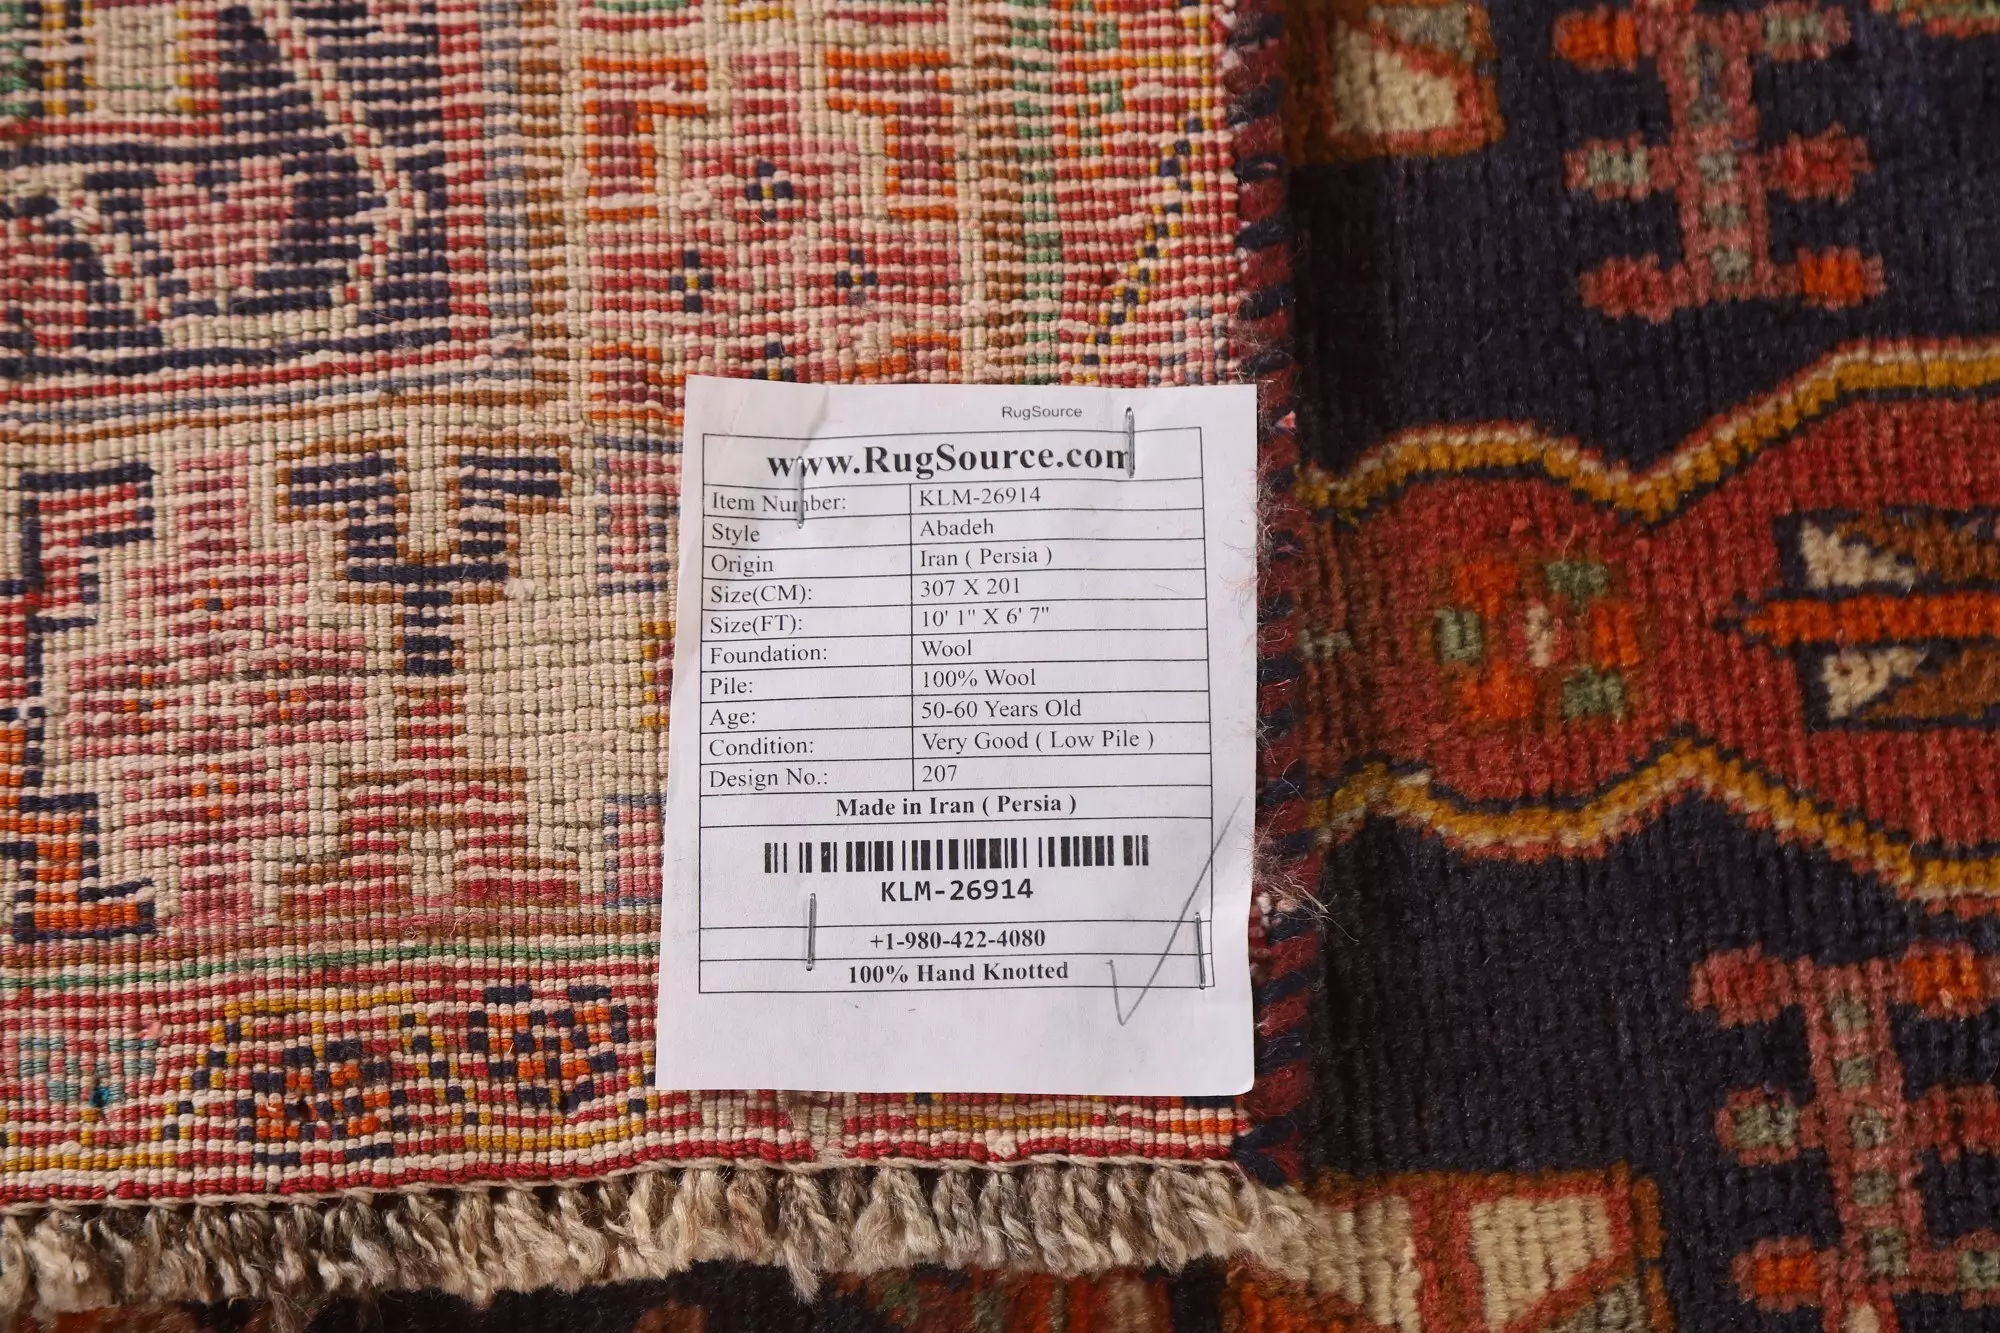 RugSource
www.RugSource.com
Item Number: KLM-26914
Style Abadeh
Origin Iran ( Persia )
Size(CM): 307 X 201
Size(FT): 10' 1" X 6' 7"
Foundation: Wool
Pile: 100% Wool
Age: 50-60 Years Old
Condition: Very Good ( Low Pile )
Design No.: 207
Made in Iran ( Persia )
KLM-26914
+1-980-422-4080
100% Hand Knotted